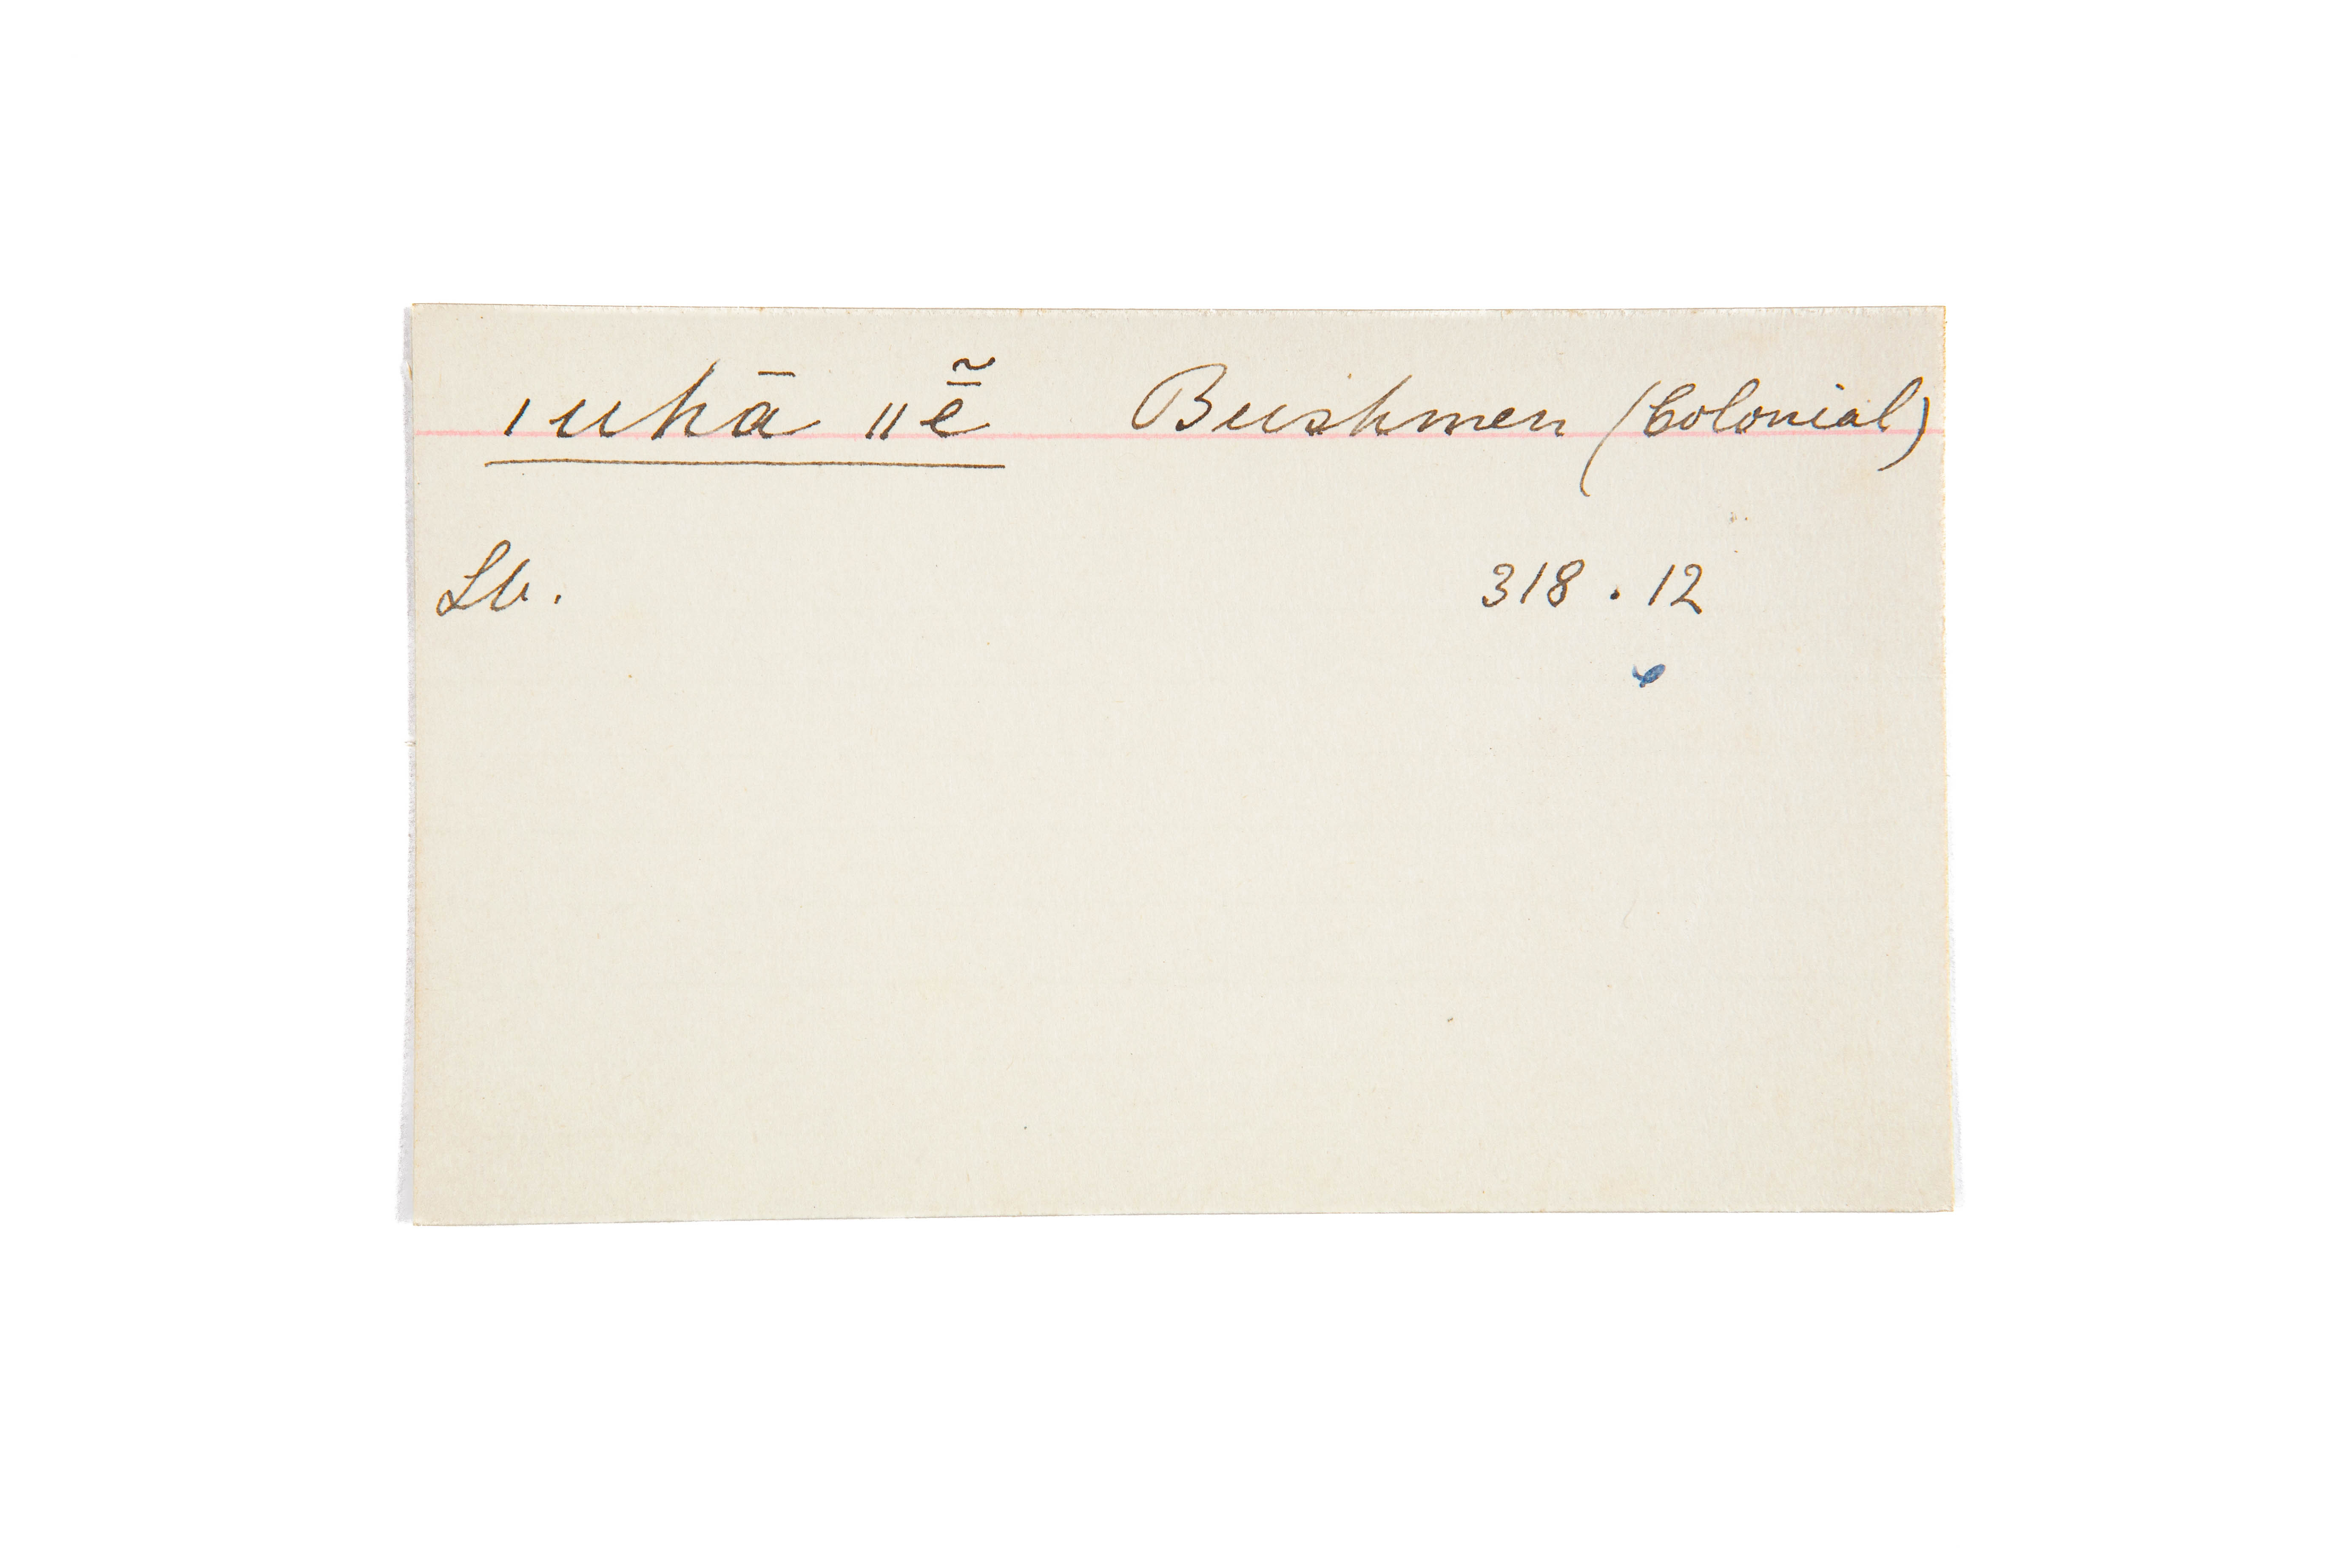 ǀuhā ǁẽ̄ Bushmen (Colonial)
Lb. 318 . 12